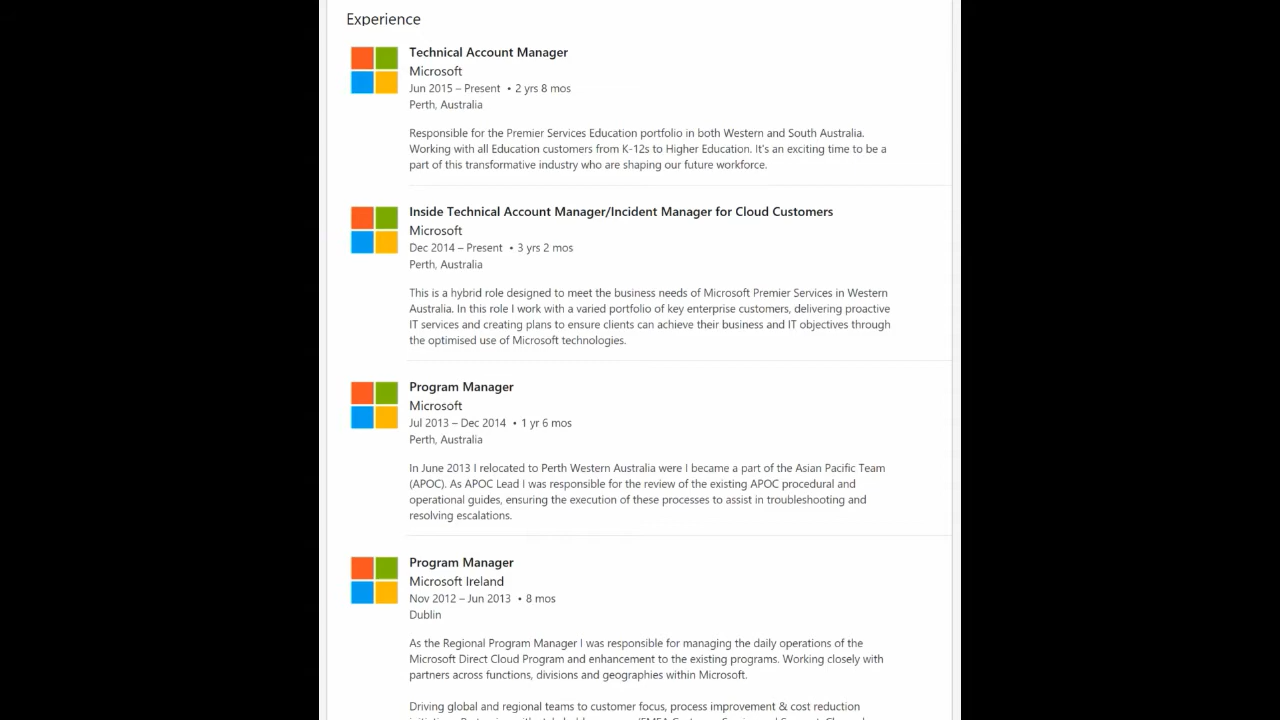 Experience
Technical Account Manager
Microsoft
Jun 2015 – Present • 2 yrs 8 mos
Perth, Australia
Responsible for the Premier Services Education portfolio in both Western and South Australia.
Working with all Education customers from K-12s to Higher Education. It's an exciting time to be a
part of this transformative industry who are shaping our future workforce.
Inside Technical Account Manager/Incident Manager for Cloud Customers
Microsoft
Dec 2014 – Present • 3 yrs 2 mos
Perth, Australia
This is a hybrid role designed to meet the business needs of Microsoft Premier Services in Western
Australia. In this role I work with a varied portfolio of key enterprise customers, delivering proactive
IT services and creating plans to ensure clients can achieve their business and IT objectives through
the optimised use of Microsoft technologies.
Program Manager
Microsoft
Jul 2013 – Dec 2014 • 1 yr 6 mos
Perth, Australia
In June 2013 I relocated to Perth Western Australia were I became a part of the Asian Pacific Team
(APOC). As APOC Lead I was responsible for the review of the existing APOC procedural and
operational guides, ensuring the execution of these processes to assist in troubleshooting and
resolving escalations.
Program Manager
Microsoft Ireland
Nov 2012 – Jun 2013 • 8 mos
Dublin
As the Regional Program Manager I was responsible for managing the daily operations of the
Microsoft Direct Cloud Program and enhancement to the existing programs. Working closely with
partners across functions, divisions and geographies within Microsoft.
Driving global and regional teams to customer focus, process improvement & cost reduction